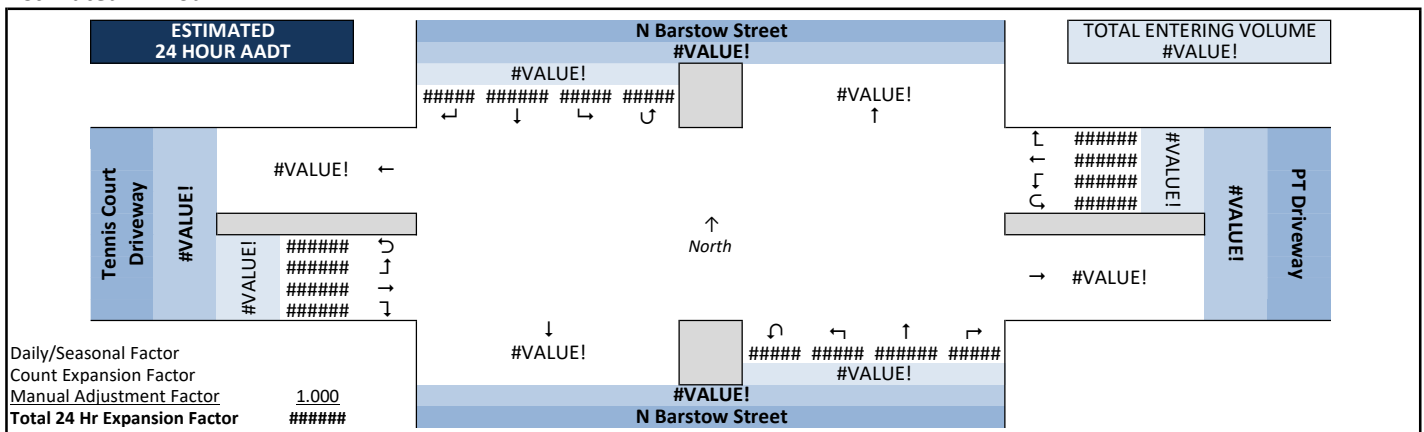 ESTIMATED
24 HOUR AADT
N Barstow Street
#VALUE!
TOTAL ENTERING VOLUME
#VALUE!
#VALUE!
##### ###### ##### #####
↵ ↓ ↳ ↺
#VALUE!
↑
Tennis Court
Driveway
#VALUE!
#VALUE! ←
#VALUE!
###### ⮌
###### ⮥
###### →
###### ⮧
↑
North
↱ ######
← ######
↲ ######
⮎ ######
#VALUE!
#VALUE!
PT Driveway
→ #VALUE!
↓
#VALUE!
↶ ↰ ↑ ↱
##### ##### ###### #####
#VALUE!
#VALUE!
N Barstow Street
Daily/Seasonal Factor
Count Expansion Factor
Manual Adjustment Factor 1.000
Total 24 Hr Expansion Factor ######